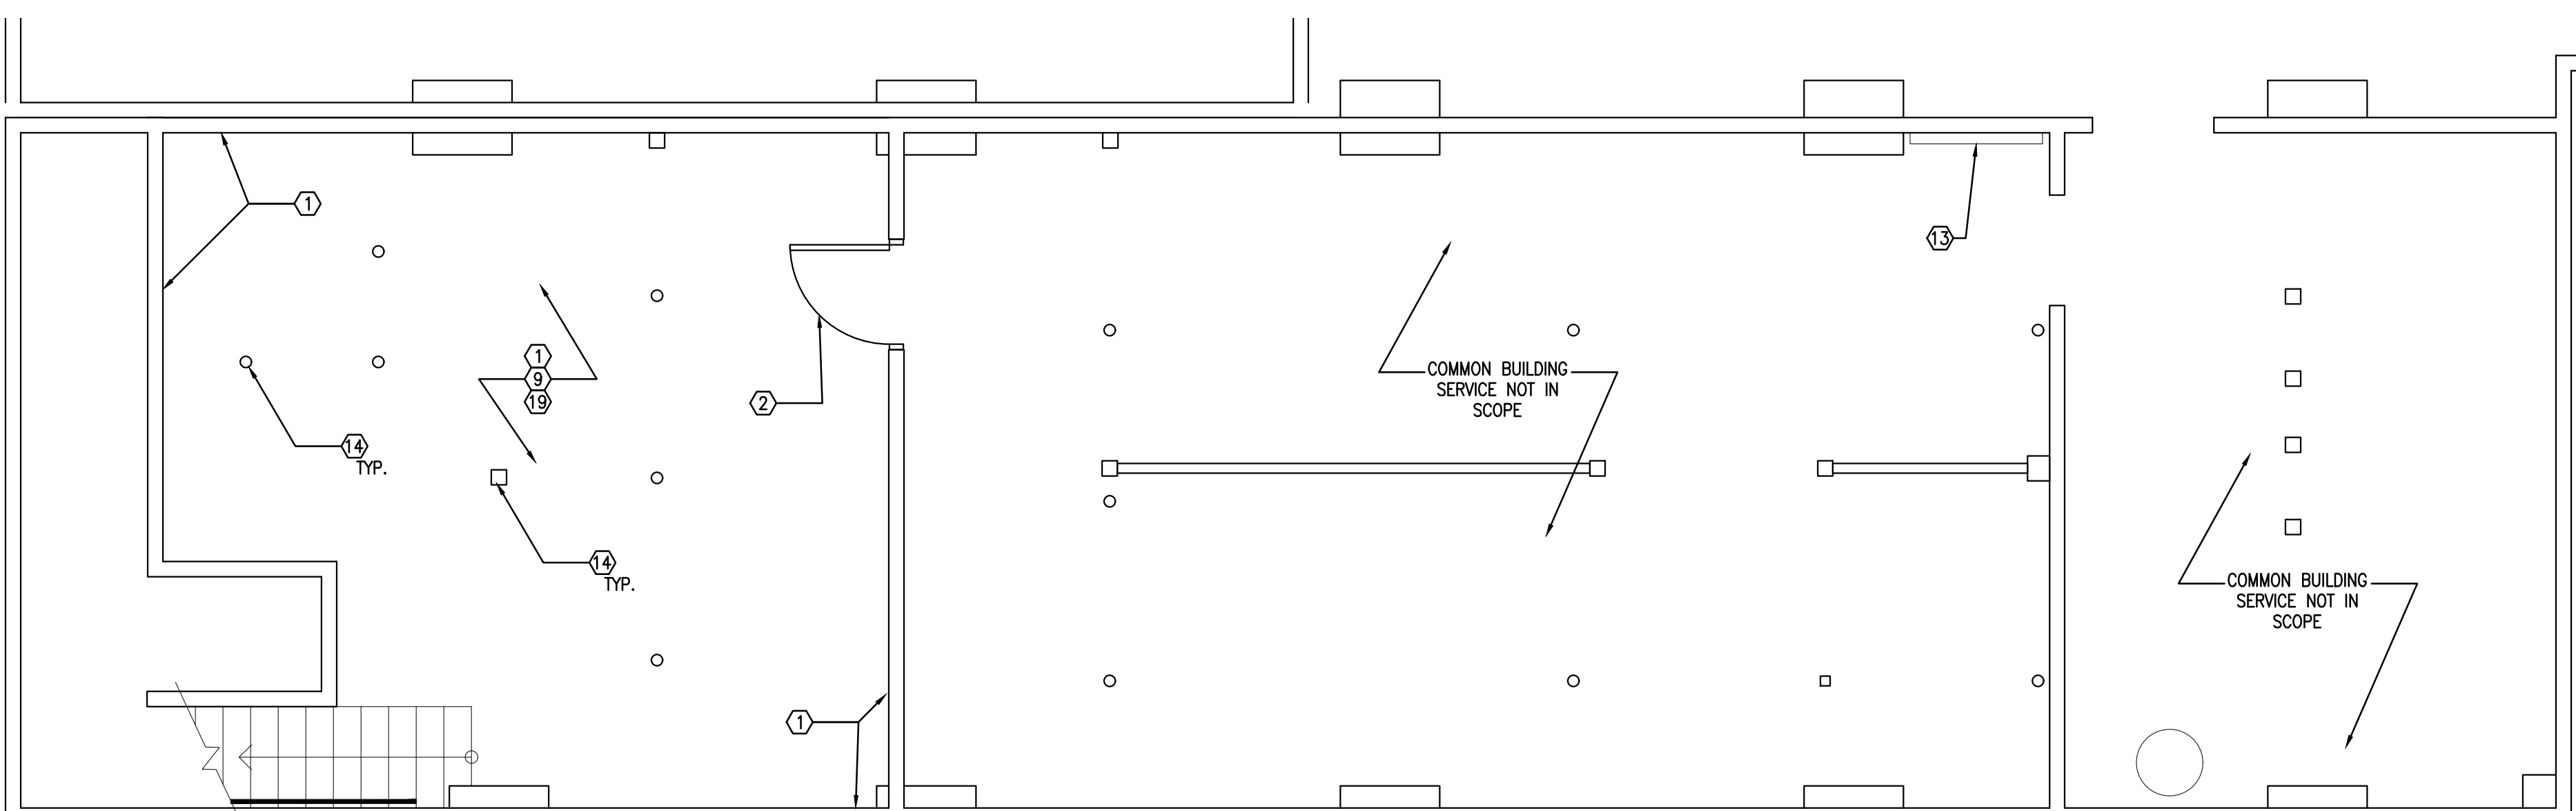 1
13
1
9
19
2
COMMON BUILDING
SERVICE NOT IN
SCOPE
14
TYP.
14
TYP.
COMMON BUILDING
SERVICE NOT IN
SCOPE
1